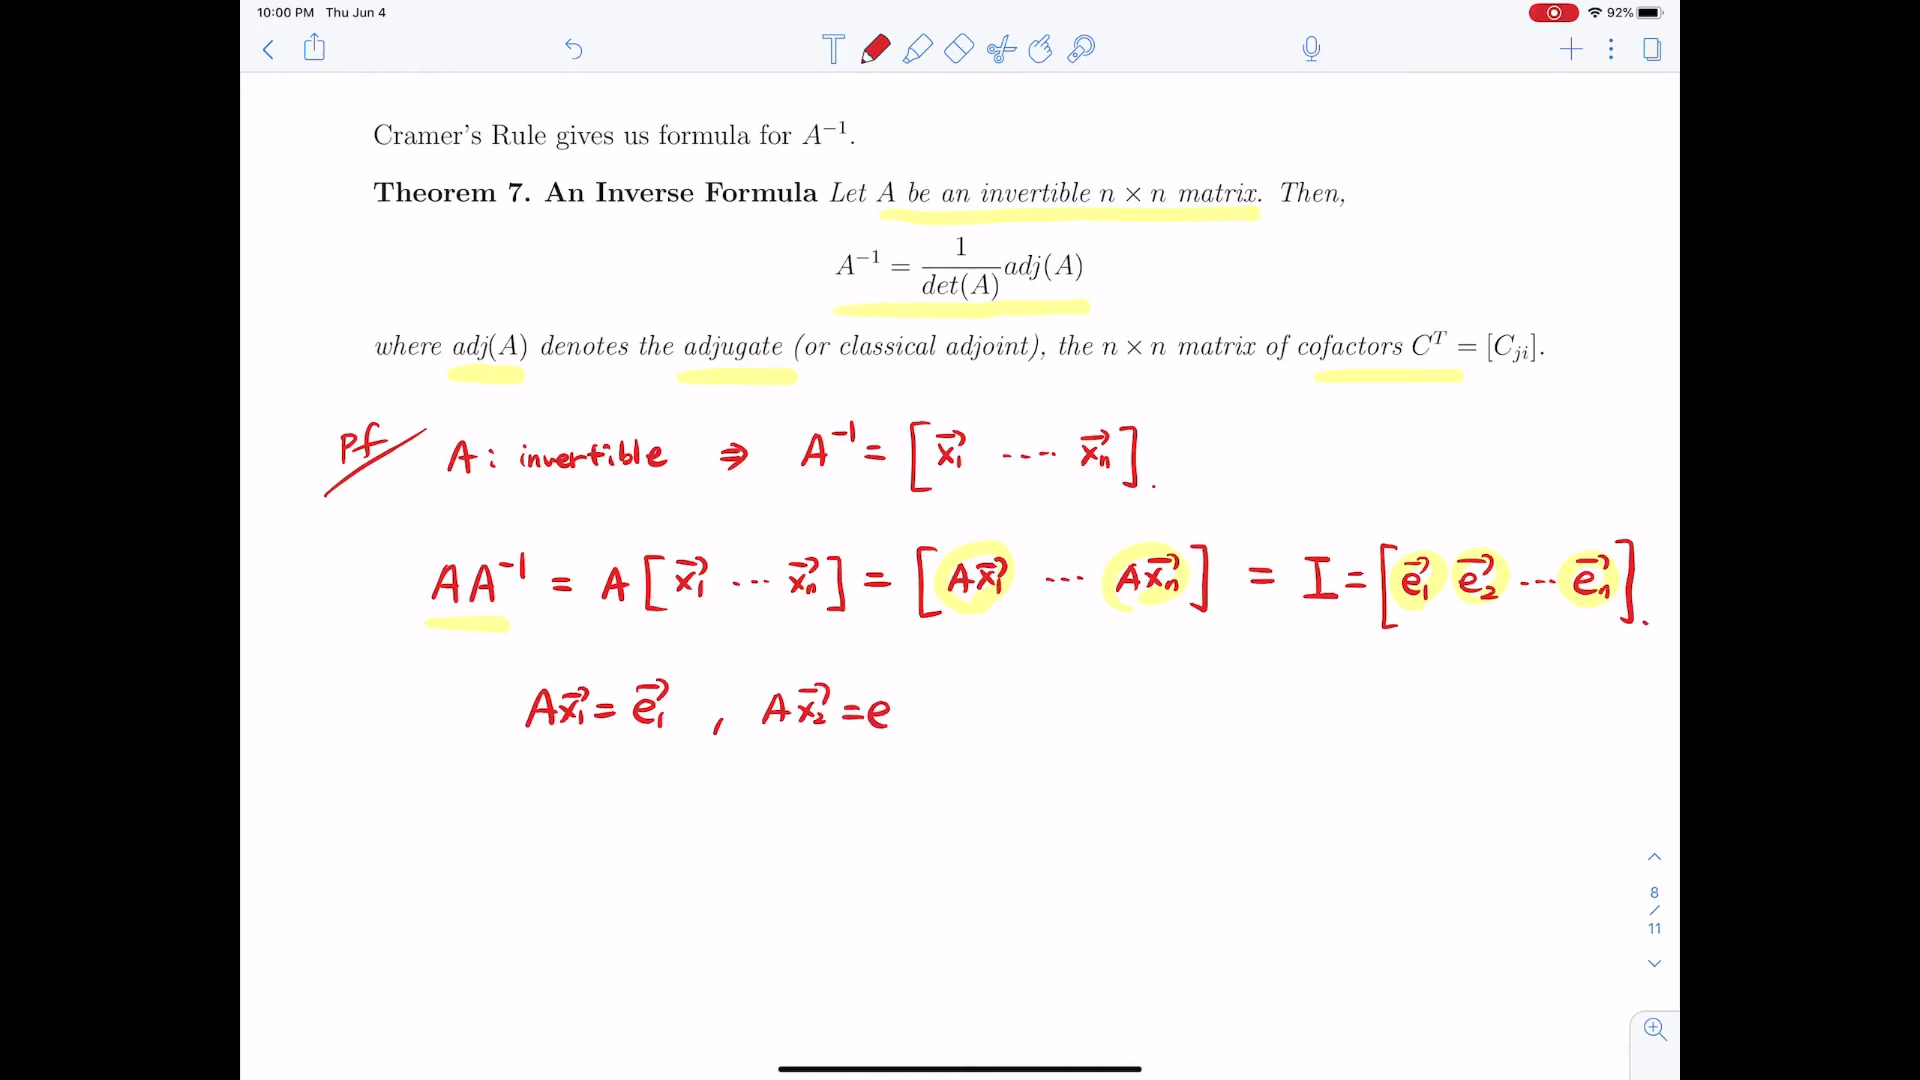 10:00 PM Thu Jun 4 92%
Cramer's Rule gives us formula for A⁻¹.
Theorem 7. An Inverse Formula Let A be an invertible n × n matrix. Then,
A⁻¹ = 1/det(A) adj(A)
where adj(A) denotes the adjugate (or classical adjoint), the n × n matrix of cofactors Cᵀ = [Cⱼᵢ].
Pf A : invertible ⇒ A⁻¹ = [x⃗₁ ···· x⃗ₙ].
AA⁻¹ = A[x⃗₁ ··· x⃗ₙ] = [Ax⃗₁ ··· Ax⃗ₙ] = I = [e⃗₁ e⃗₂ ··· e⃗ₙ].
Ax⃗₁ = e⃗₁ , Ax⃗₂ = e
8
/
11